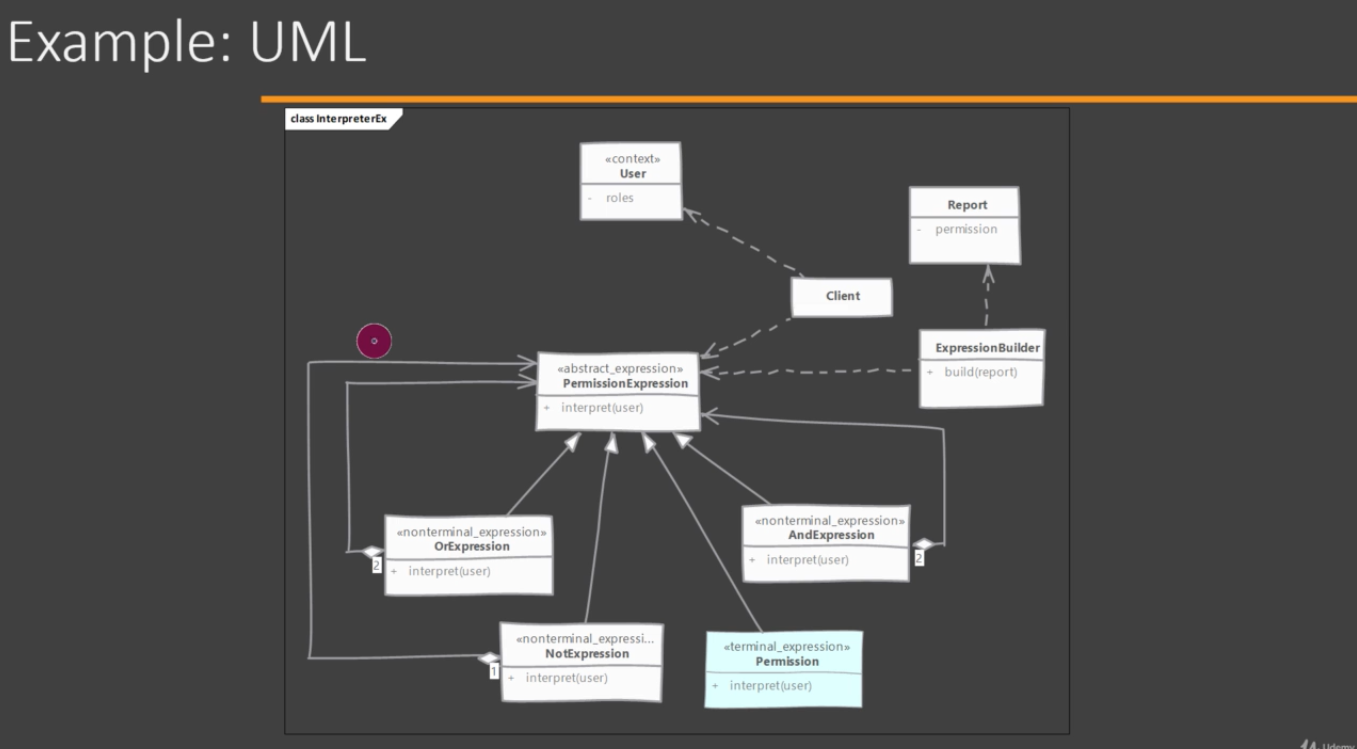 Example: UML
class InterpreterEx
«context»
User
- roles
Report
- permission
Client
ExpressionBuilder
+ build(report)
«abstract_expression»
PermissionExpression
+ interpret(user)
«nonterminal_expression»
OrExpression
+ interpret(user)
2
«nonterminal_expression»
AndExpression
+ interpret(user)
2
«nonterminal_expressi...
NotExpression
+ interpret(user)
1
«terminal_expression»
Permission
+ interpret(user)
Udemy